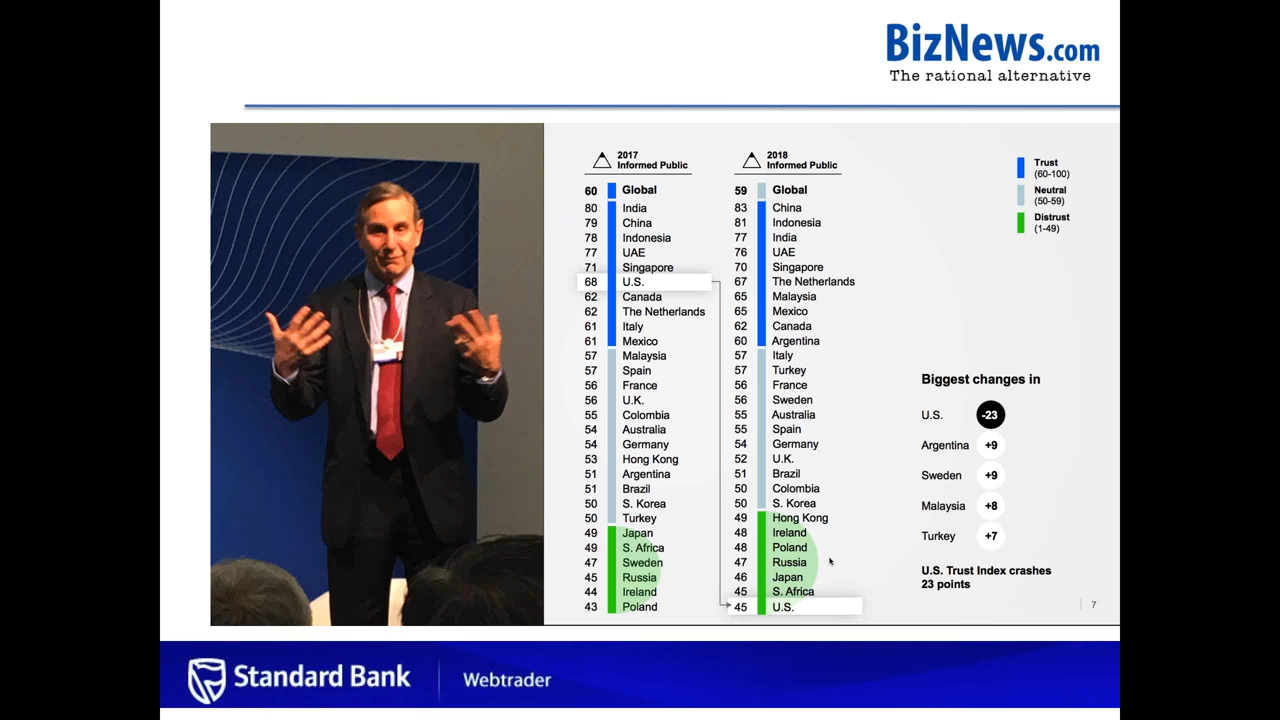 BizNews.com
The rational alternative
2017
Informed Public
60 Global
80 India
79 China
78 Indonesia
77 UAE
71 Singapore
68 U.S.
62 Canada
62 The Netherlands
61 Italy
61 Mexico
57 Malaysia
57 Spain
56 France
56 U.K.
55 Colombia
54 Australia
54 Germany
53 Hong Kong
51 Argentina
51 Brazil
50 S. Korea
50 Turkey
49 Japan
49 S. Africa
47 Sweden
45 Russia
44 Ireland
43 Poland
2018
Informed Public
59 Global
83 China
81 Indonesia
77 India
76 UAE
70 Singapore
67 The Netherlands
65 Malaysia
65 Mexico
62 Canada
60 Argentina
57 Italy
57 Turkey
56 France
56 Sweden
55 Australia
55 Spain
54 Germany
52 U.K.
51 Brazil
50 Colombia
50 S. Korea
49 Hong Kong
48 Ireland
48 Poland
47 Russia
46 Japan
45 S. Africa
45 U.S.
Trust
(60-100)
Neutral
(50-59)
Distrust
(1-49)
Biggest changes in
U.S. -23
Argentina +9
Sweden +9
Malaysia +8
Turkey +7
U.S. Trust Index crashes
23 points
7
Standard Bank
Webtrader